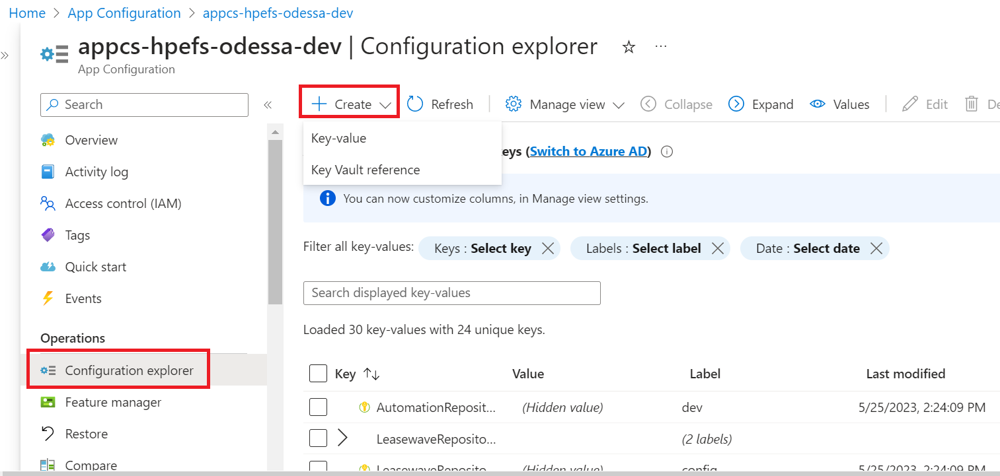 Home > App Configuration > appcs-hpefs-odessa-dev
appcs-hpefs-odessa-dev | Configuration explorer
App Configuration
Search
Overview
Activity log
Access control (IAM)
Tags
Quick start
Events
Operations
Configuration explorer
Feature manager
Restore
Compare
Create Refresh Manage view Collapse Expand Values Edit De
Key-value
Key Vault reference
eys (Switch to Azure AD)
You can now customize columns, in Manage view settings.
Filter all key-values: Keys : Select key Labels : Select label Date : Select date
Search displayed key-values
Loaded 30 key-values with 24 unique keys.
Key Value Label Last modified
AutomationReposit... (Hidden value) dev 5/25/2023, 2:24:09 PM
LeasewaveReposito... (2 labels)
LeasewaveReposito... (Hidden value) config 5/25/2023, 2:24:09 PM